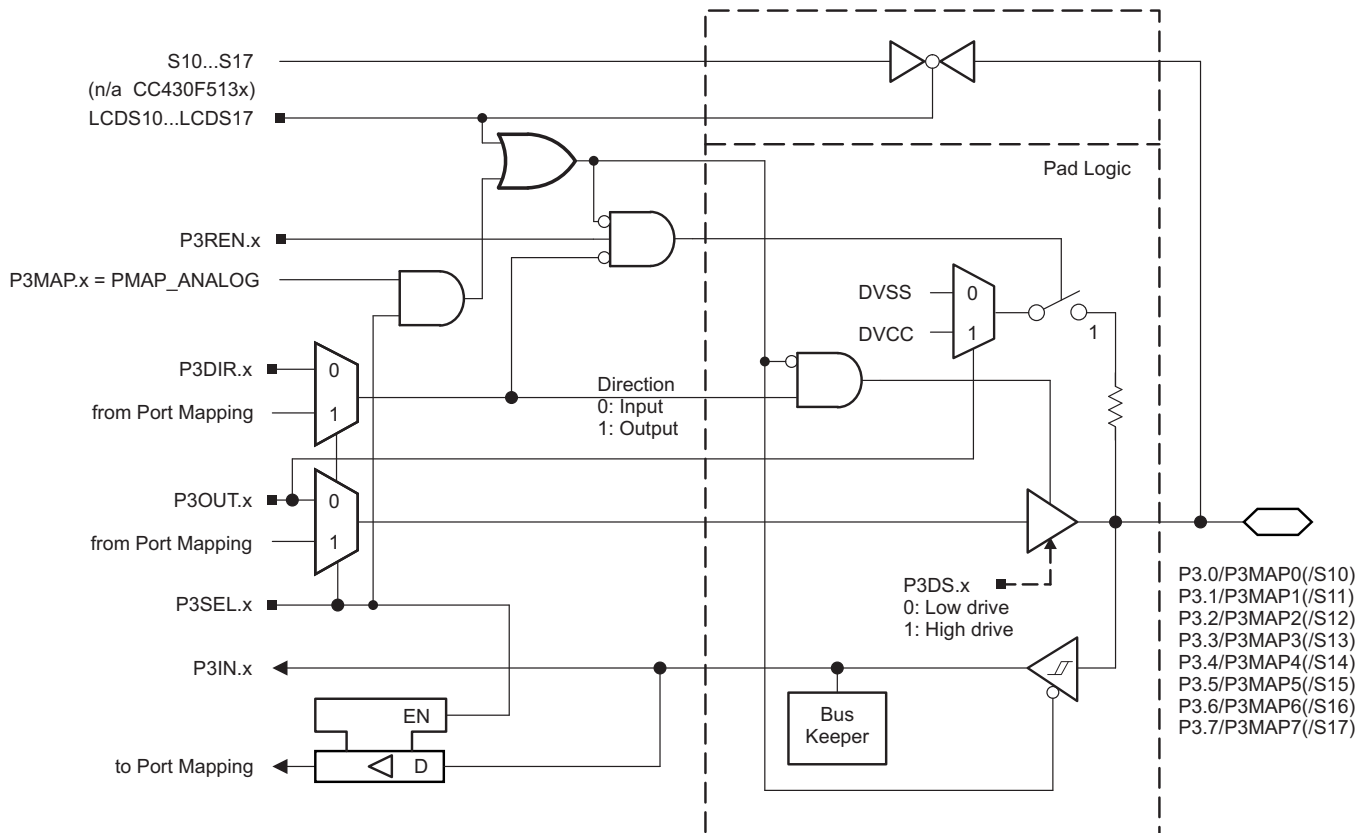 S10...S17
(n/a CC430F513x)
LCDS10...LCDS17
Pad Logic
P3REN.x
P3MAP.x = PMAP_ANALOG
DVSS
0
DVCC
1
1
P3DIR.x
0
from Port Mapping
1
Direction
0: Input
1: Output
P3OUT.x
0
from Port Mapping
1
P3DS.x
0: Low drive
1: High drive
P3SEL.x
P3.0/P3MAP0(/S10)
P3.1/P3MAP1(/S11)
P3.2/P3MAP2(/S12)
P3.3/P3MAP3(/S13)
P3.4/P3MAP4(/S14)
P3.5/P3MAP5(/S15)
P3.6/P3MAP6(/S16)
P3.7/P3MAP7(/S17)
P3IN.x
EN
Bus
Keeper
to Port Mapping
D